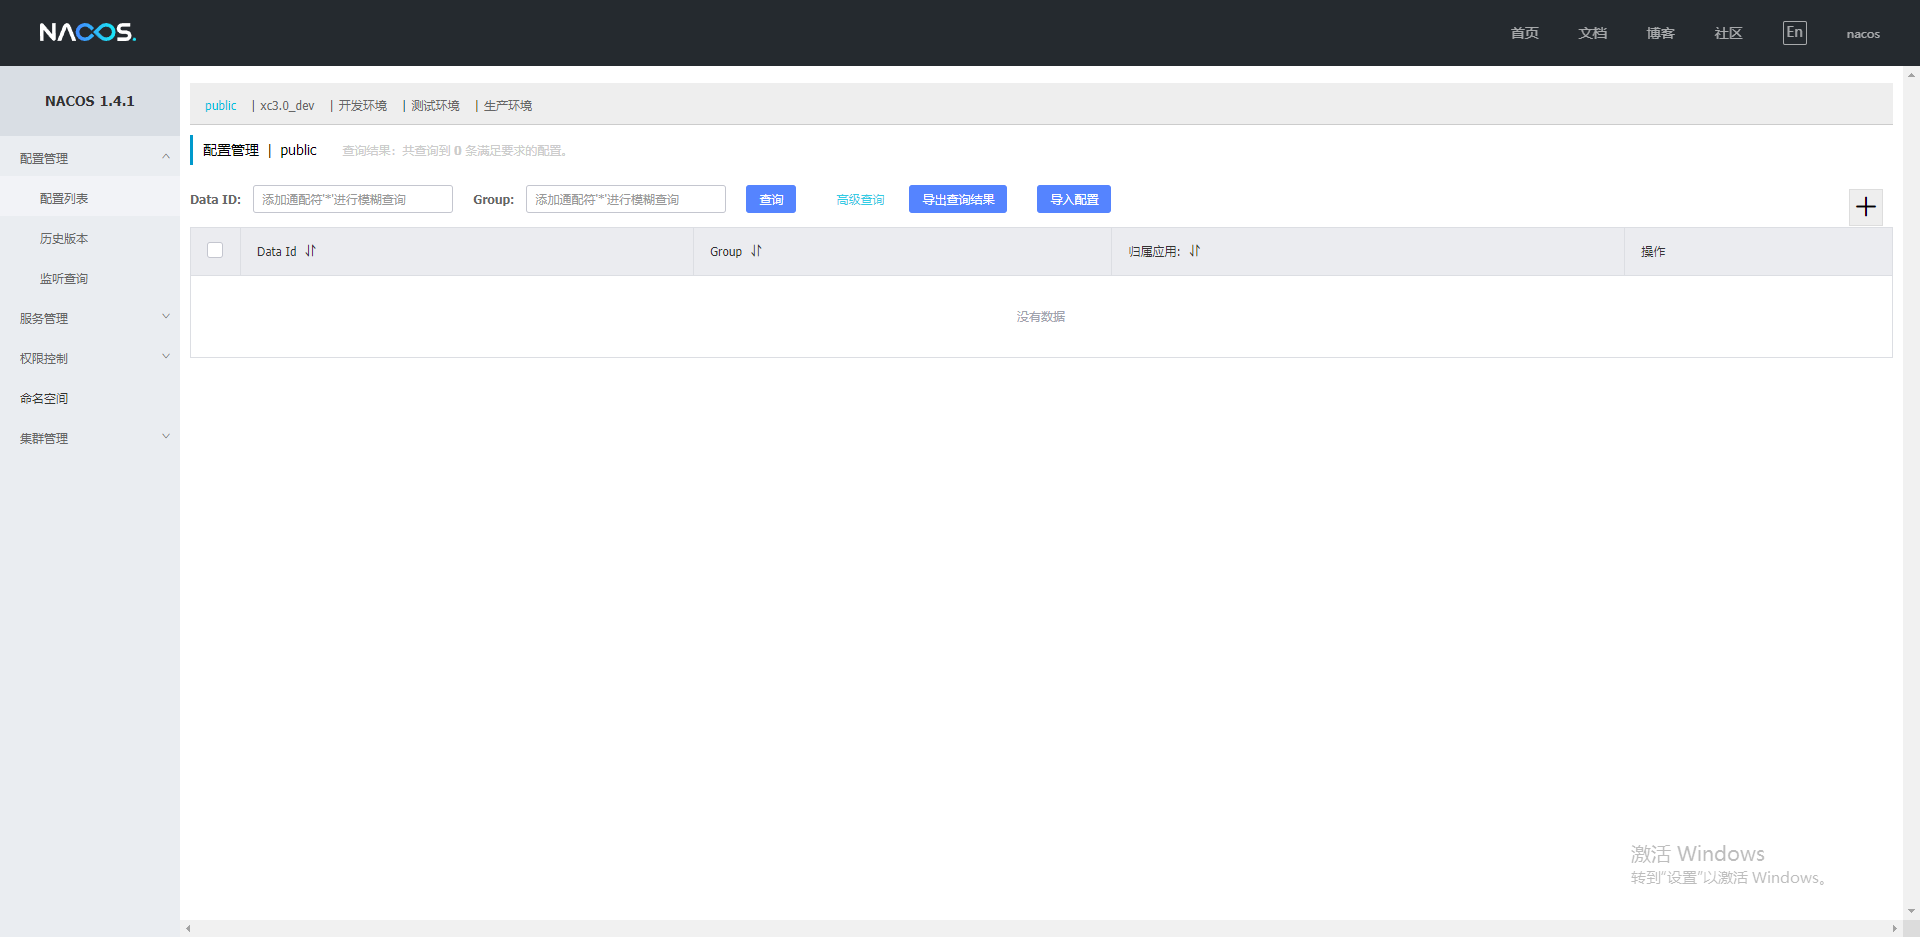 NACOS.
首页 文档 博客 社区 En nacos
NACOS 1.4.1
配置管理
配置列表
历史版本
监听查询
服务管理
权限控制
命名空间
集群管理
public | xc3.0_dev | 开发环境 | 测试环境 | 生产环境
配置管理 | public 查询结果：共查询到 0 条满足要求的配置。
Data ID: 添加通配符'*'进行模糊查询 Group: 添加通配符'*'进行模糊查询 查询 高级查询 导出查询结果 导入配置
Data Id Group 归属应用: 操作
没有数据
激活 Windows
转到"设置"以激活 Windows。